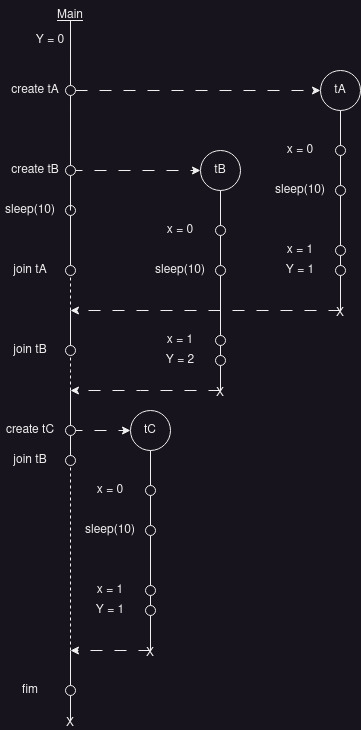 Main
Y = 0
create tA
tA
x = 0
create tB
tB
sleep(10)
sleep(10)
x = 0
x = 1
join tA
sleep(10)
Y = 1
X
x = 1
join tB
Y = 2
X
create tC
tC
join tB
x = 0
sleep(10)
x = 1
Y = 1
X
fim
X